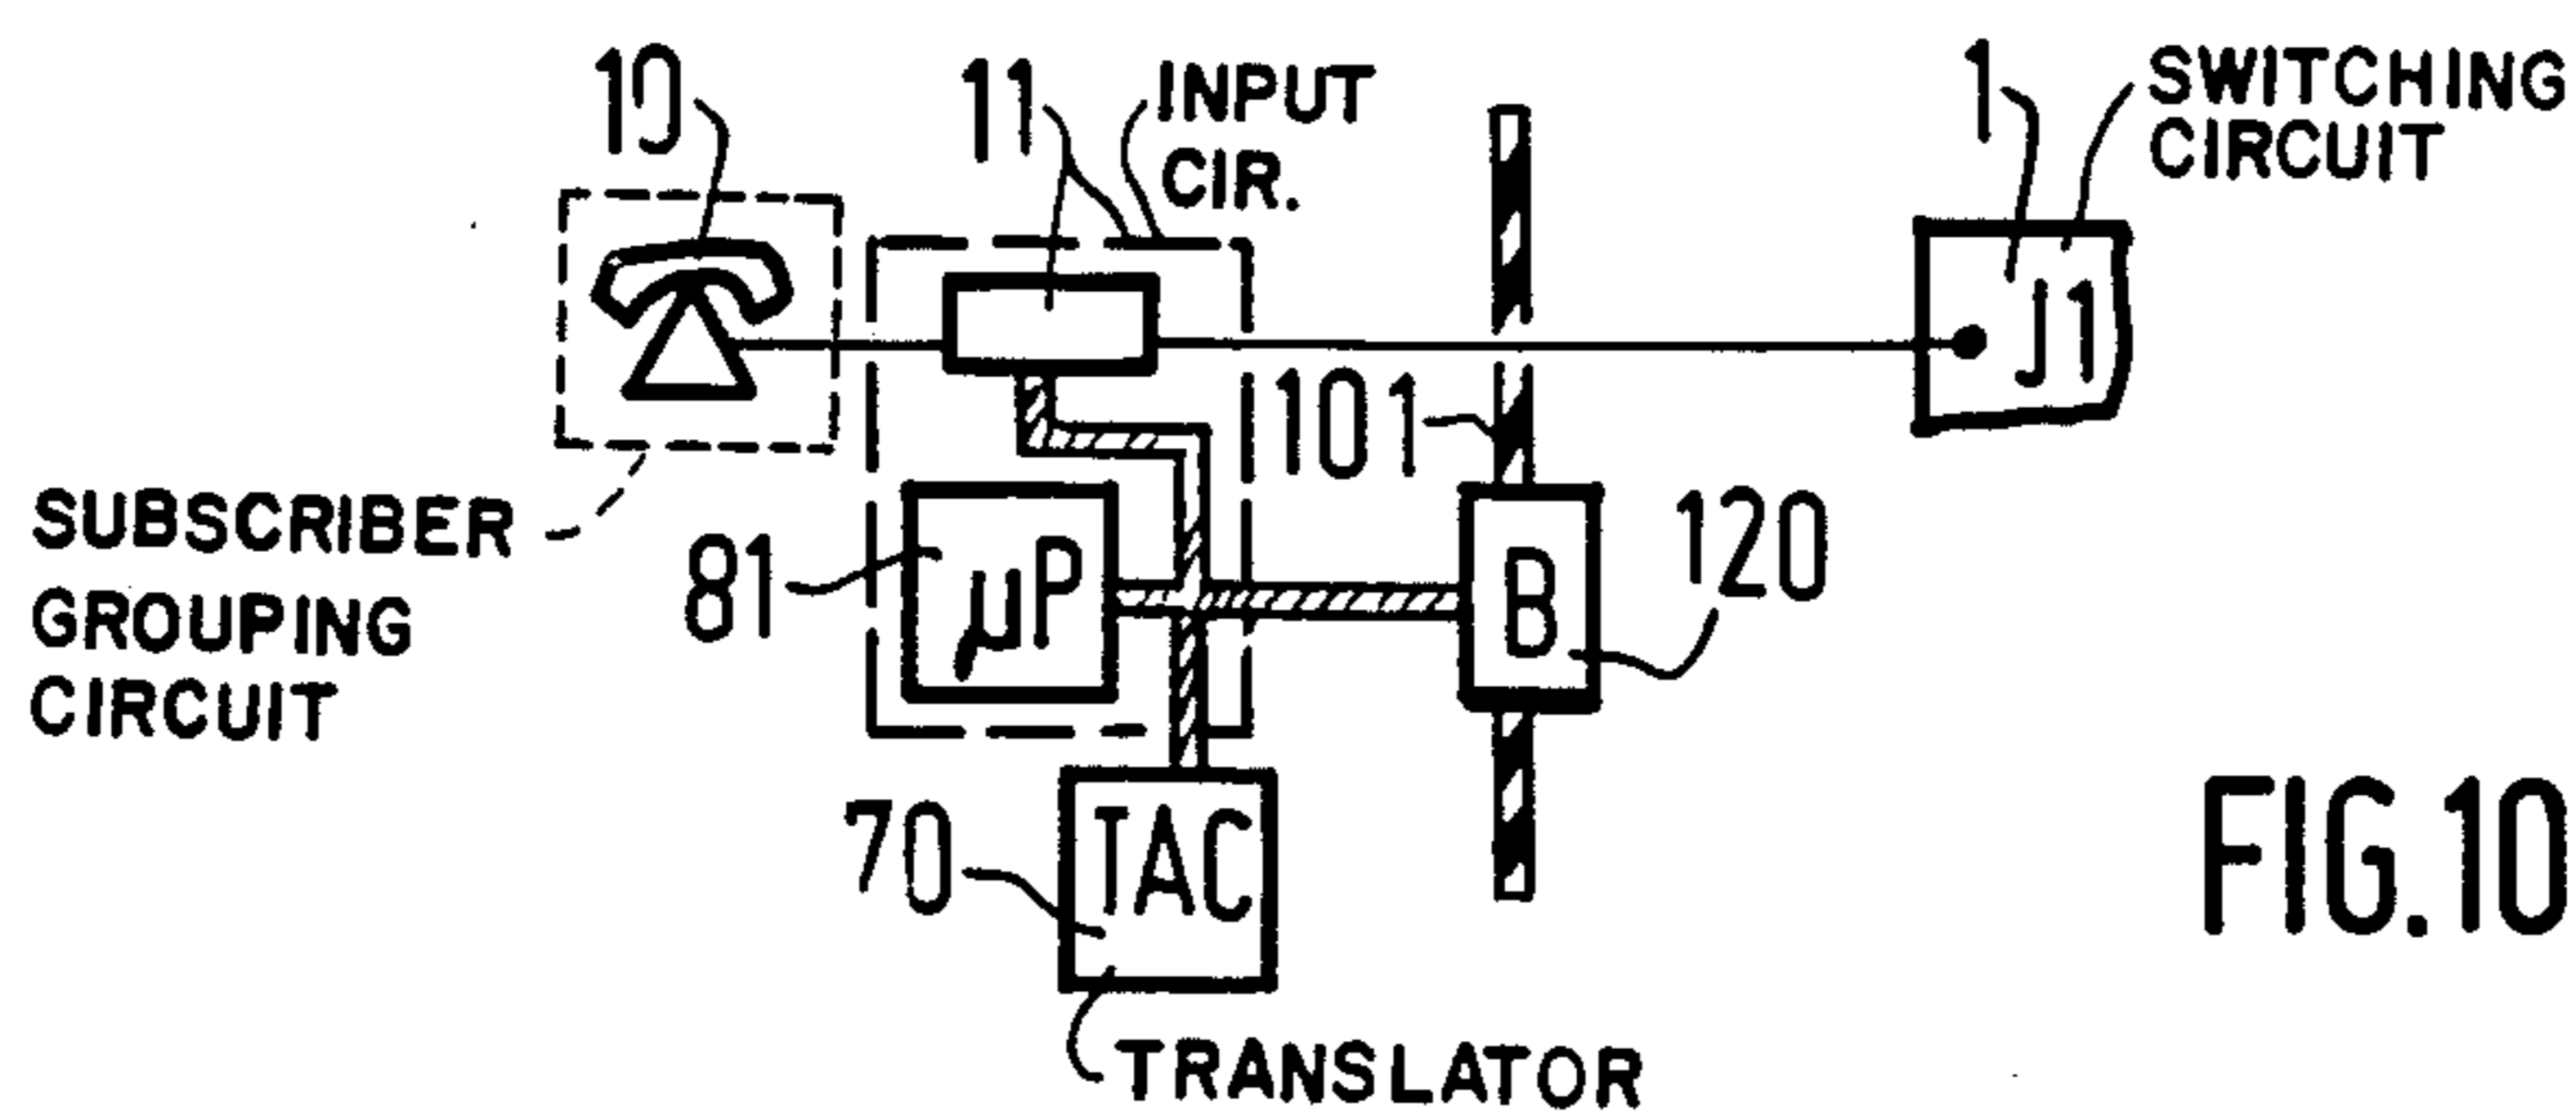 10
11
INPUT
CIR.
1
SWITCHING
CIRCUIT
J1
101
SUBSCRIBER
GROUPING
CIRCUIT
81
µP
B
120
70
TAC
TRANSLATOR
FIG.10